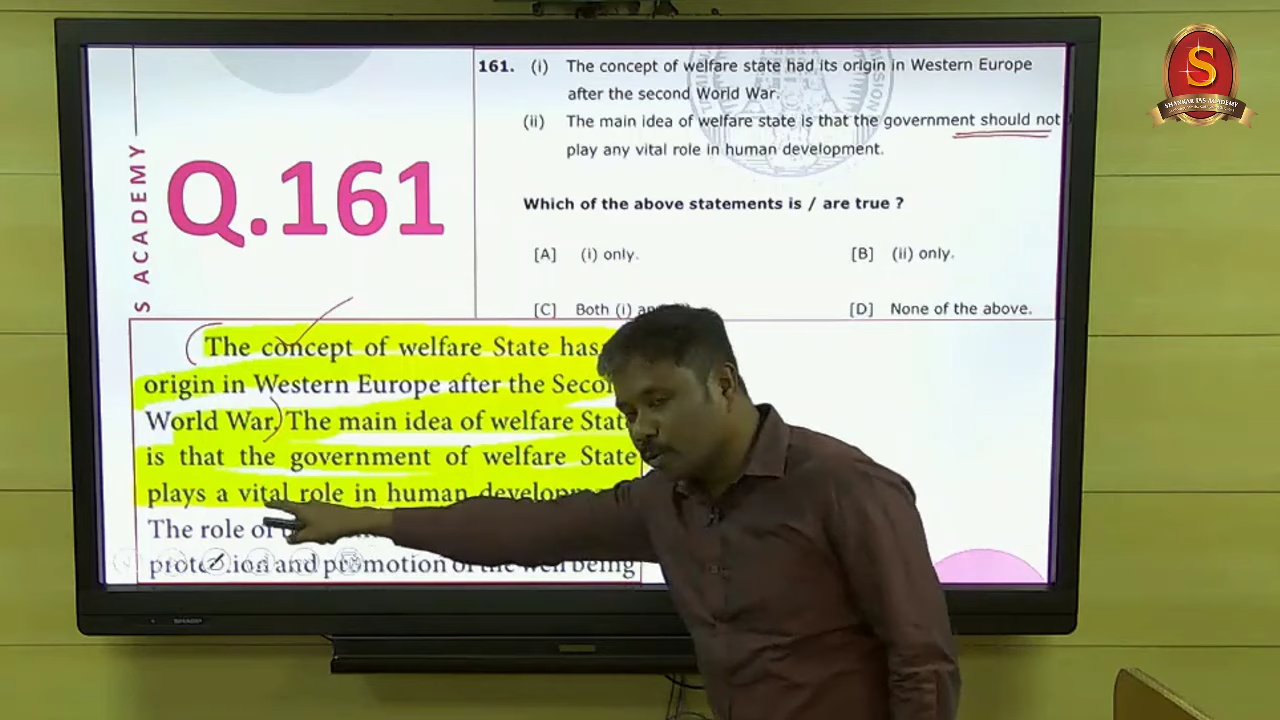 161. (i) The concept of welfare state had its origin in Western Europe
after the second World War.
(ii) The main idea of welfare state is that the government should not
play any vital role in human development.
Which of the above statements is / are true ?
[A] (i) only.
[B] (ii) only.
[C] Both (i)
[D] None of the above.
S ACADEMY
Q.161
The concept of welfare State has
origin in Western Europe after the
World War. The main idea of welfare
is that the government of welfare State
plays a vital role in human
The role of
protection and promotion of the well being
SHARP
S
SHANKAR IAS ACADEMY